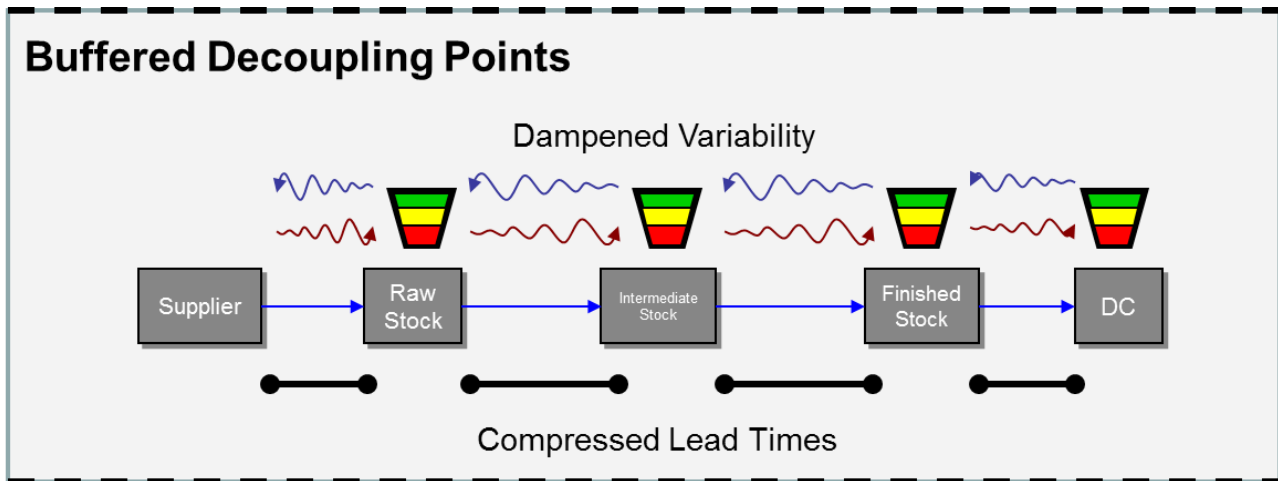 Buffered Decoupling Points
Dampened Variability
Supplier
Raw
Stock
Intermediate
Stock
Finished
Stock
DC
Compressed Lead Times